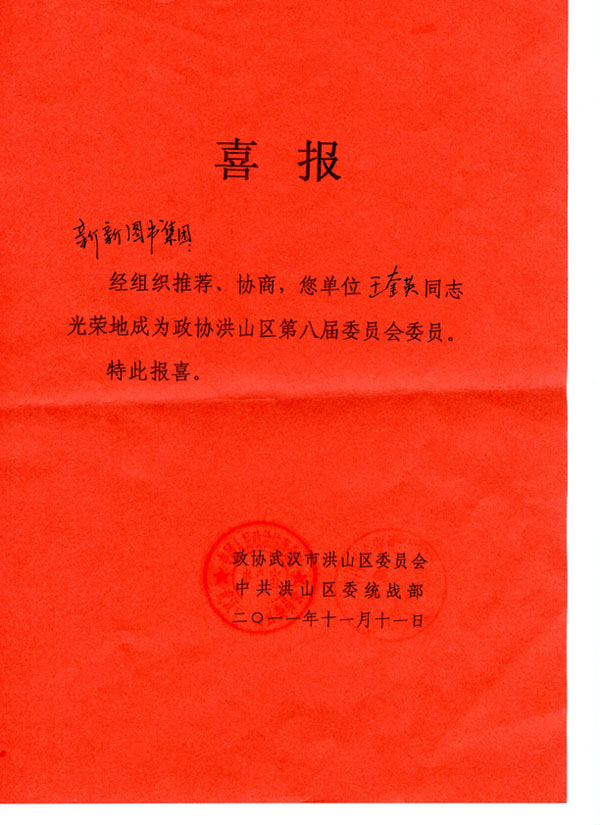 喜报
新新图书集团:
经组织推荐、协商，您单位王奎英同志
光荣地成为政协洪山区第八届委员会委员。
特此报喜。
政协武汉市洪山区委员会
中共洪山区委统战部
二〇一一年十一月十一日